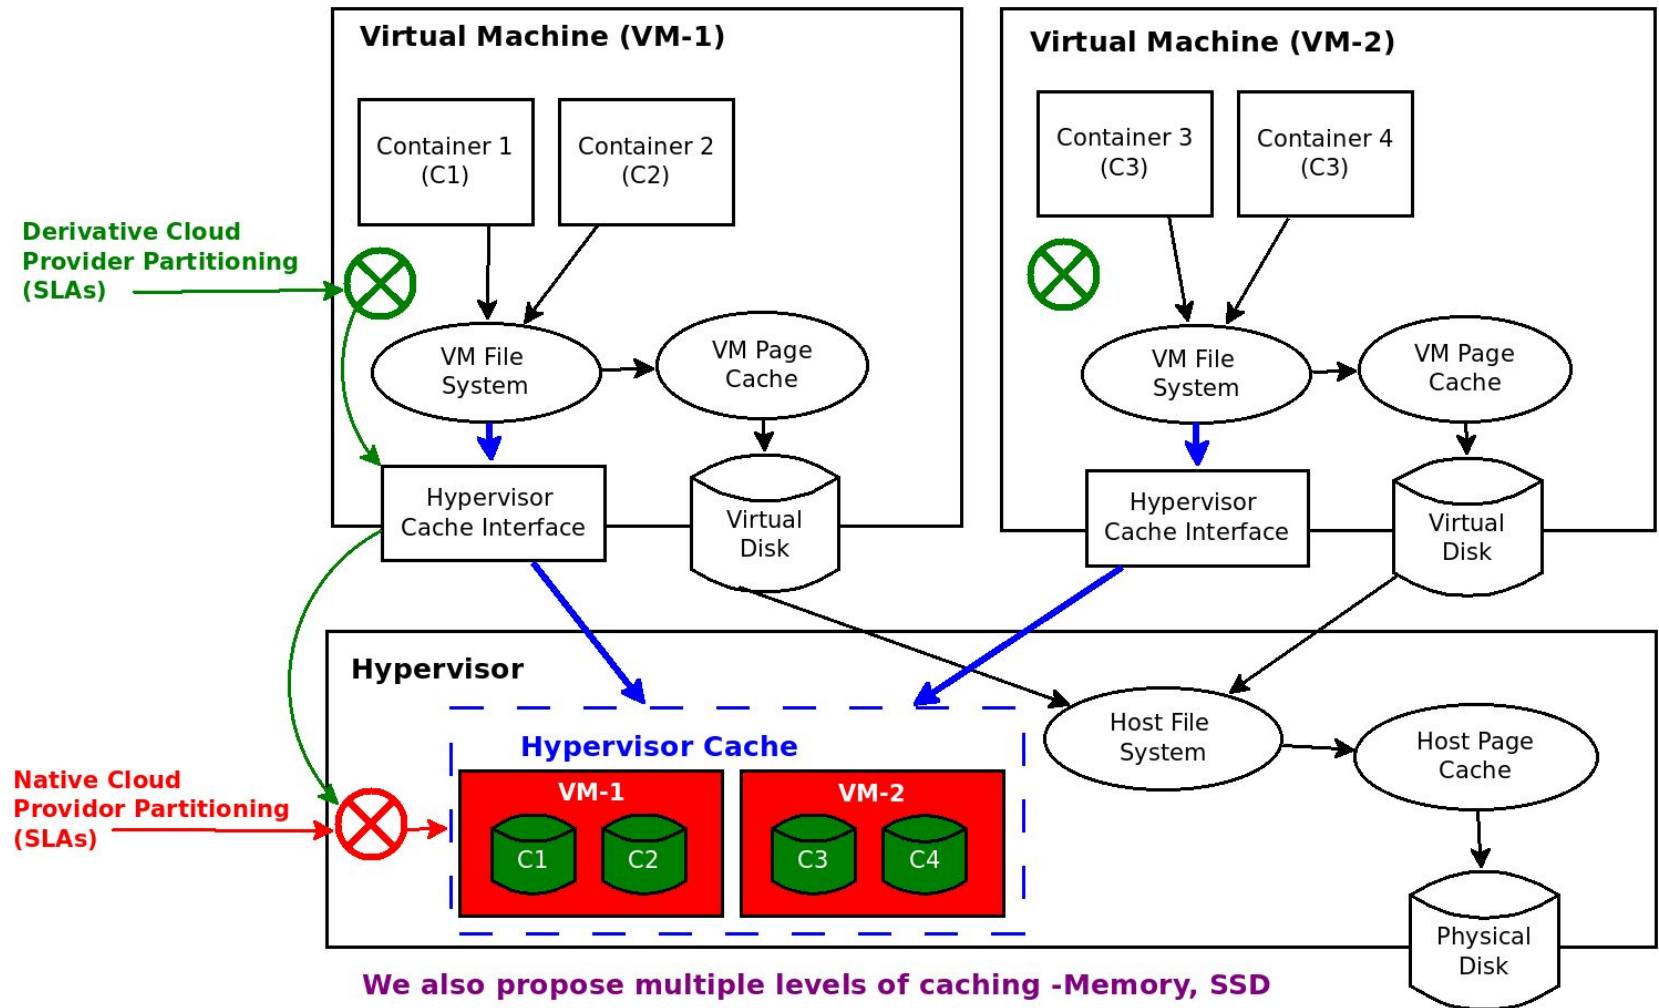 Virtual Machine (VM-1)
Virtual Machine (VM-2)
Container 1
(C1)
Container 2
(C2)
Container 3
(C3)
Container 4
(C3)
Derivative Cloud
Provider Partitioning
(SLAs)
VM File
System
VM Page
Cache
VM File
System
VM Page
Cache
Hypervisor
Cache Interface
Virtual
Disk
Hypervisor
Cache Interface
Virtual
Disk
Hypervisor
Host File
System
Host Page
Cache
Hypervisor Cache
Native Cloud
Providor Partitioning
(SLAs)
VM-1
C1
C2
VM-2
C3
C4
Physical
Disk
We also propose multiple levels of caching -Memory, SSD